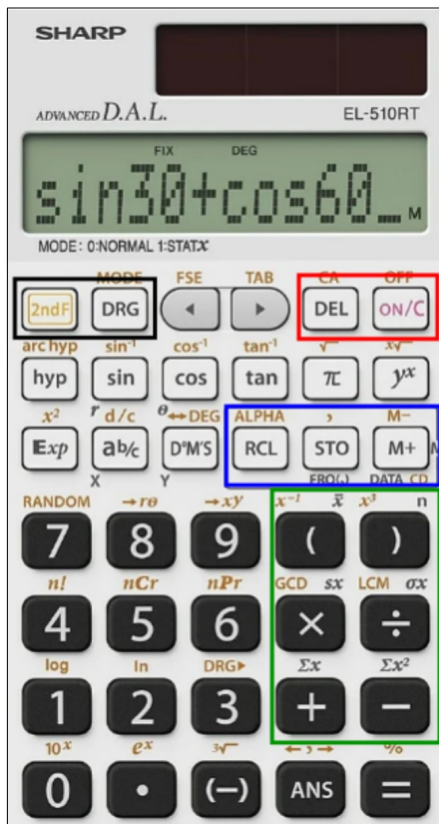 SHARP
ADVANCED D.A.L. EL-510RT
FIX DEG
sin30+cos60_ M
MODE: 0:NORMAL 1:STATx
MODE FSE TAB CA OFF
2ndF DRG ◄ ► DEL ON/C
arc hyp sin⁻¹ cos⁻¹ tan⁻¹ √‾ ˣ√‾
hyp sin cos tan π yˣ
x² r d/c θ ↔DEG ALPHA , M−
Exp ab/c D°M'S RCL STO M+ M
X Y FRQ(,) DATA CD
RANDOM →rθ →xy x⁻¹ x̄ x³ n
7 8 9 ( )
n! nCr nPr GCD sx LCM σx
4 5 6 × ÷
log ln DRG► Σx Σx²
1 2 3 + −
10ˣ eˣ ³√‾ ←,→ %
0 • (−) ANS =